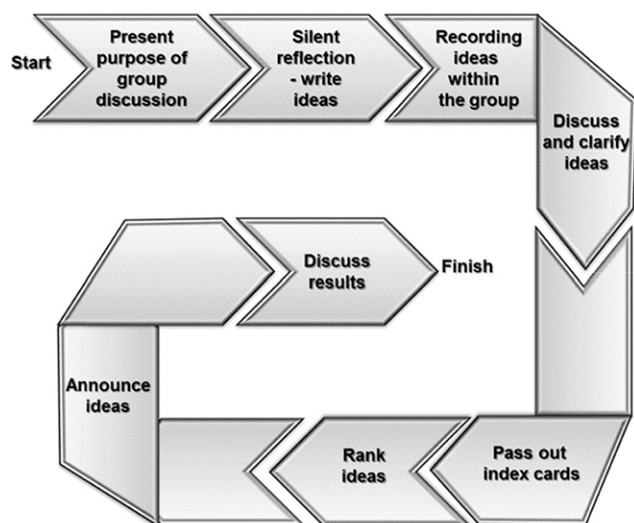 Start
Present
purpose of
group
discussion
Silent
reflection
- write
ideas
Recording
ideas
within
the group
Discuss
and clarify
ideas
Pass out
index cards
Rank
ideas
Announce
ideas
Discuss
results
Finish